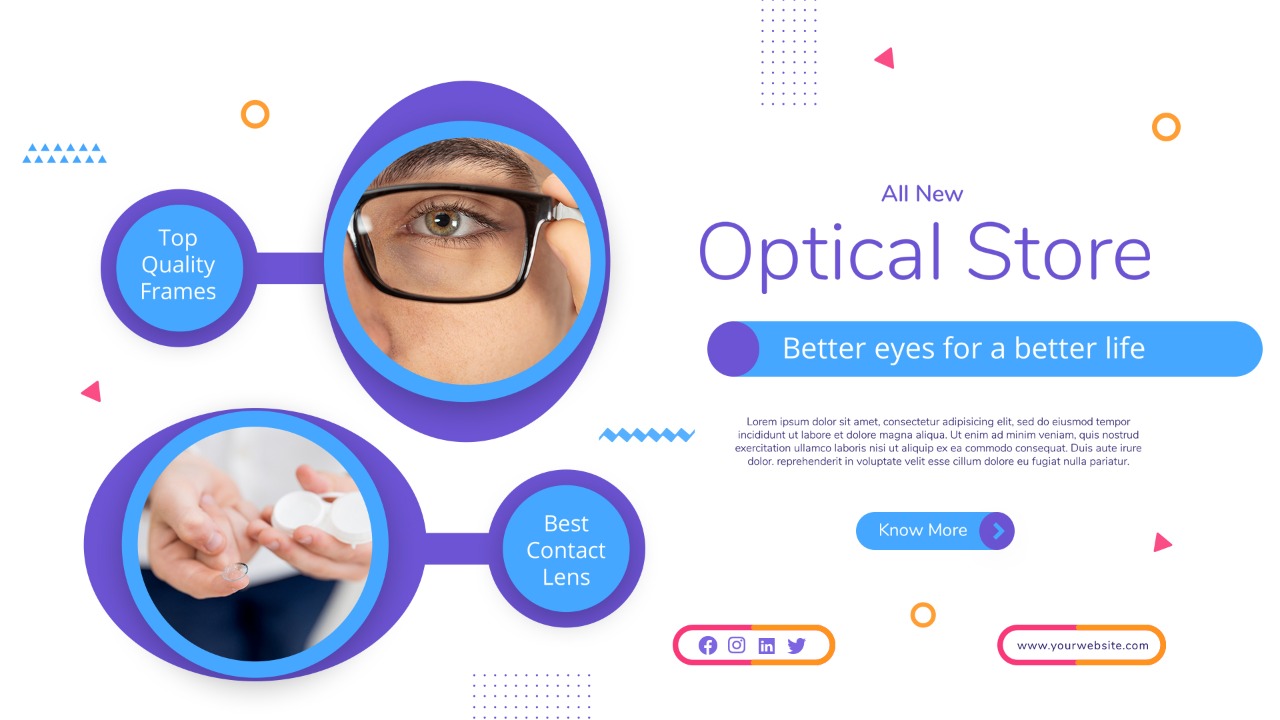 Top
Quality
Frames
All New
Optical Store
Better eyes for a better life
Lorem ipsum dolor sit amet, consectetur adipisicing elit, sed do eiusmod tempor
incididunt ut labore et dolore magna aliqua. Ut enim ad minim veniam, quis nostrud
exercitation ullamco laboris nisi ut aliquip ex ea commodo consequat. Duis aute irure
dolor. reprehenderit in voluptate velit esse cillum dolore eu fugiat nulla pariatur.
Best
Contact
Lens
Know More
www.yourwebsite.com